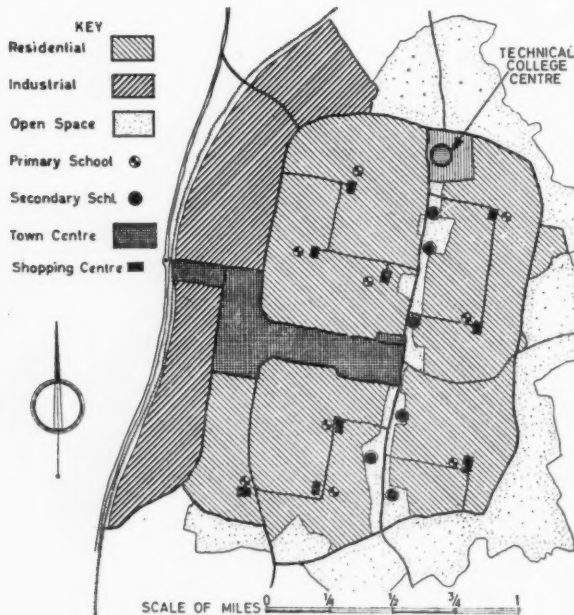 KEY
Residential
Industrial
Open Space
Primary School
Secondary Schl.
Town Centre
Shopping Centre
TECHNICAL
COLLEGE
CENTRE
SCALE OF MILES
0 1/4 1/2 3/4 1